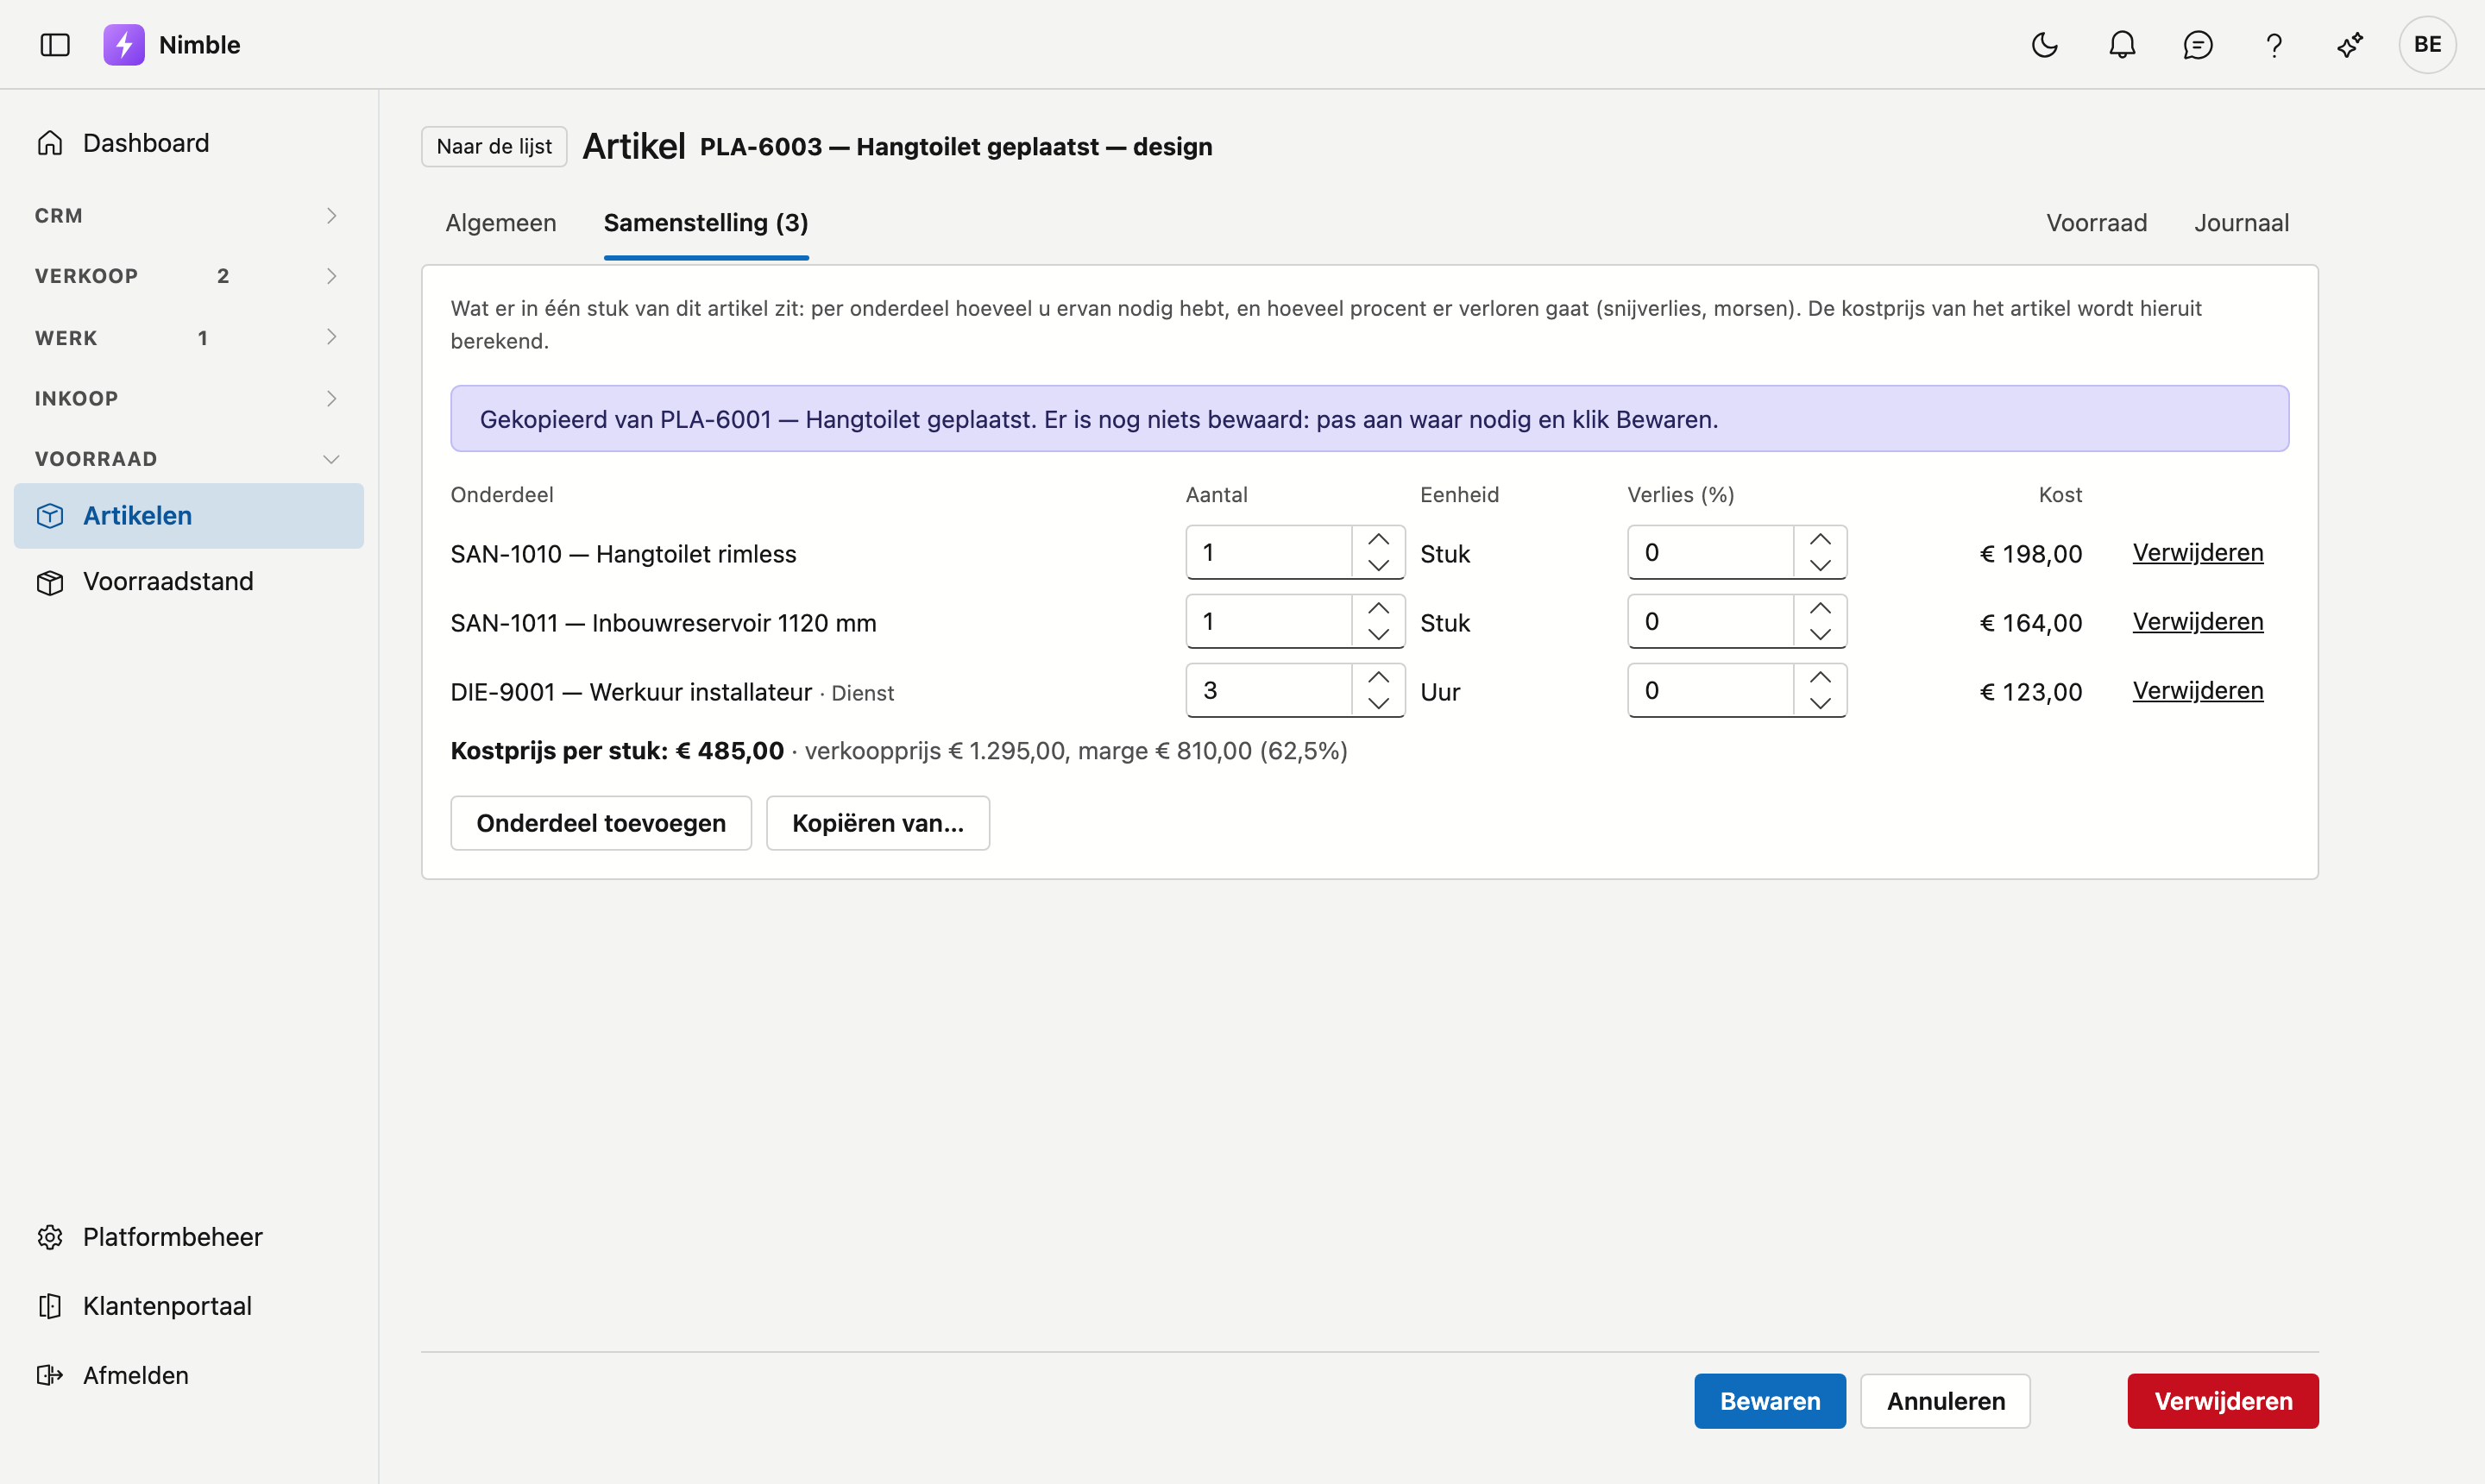 Nimble
BE
Dashboard
CRM
VERKOOP 2
WERK 1
INKOOP
VOORRAAD
Artikelen
Voorraadstand
Platformbeheer
Klantenportaal
Afmelden
Naar de lijst Artikel PLA-6003 — Hangtoilet geplaatst — design
Algemeen Samenstelling (3) Voorraad Journaal
Wat er in één stuk van dit artikel zit: per onderdeel hoeveel u ervan nodig hebt, en hoeveel procent er verloren gaat (snijverlies, morsen). De kostprijs van het artikel wordt hieruit
berekend.
Gekopieerd van PLA-6001 — Hangtoilet geplaatst. Er is nog niets bewaard: pas aan waar nodig en klik Bewaren.
Onderdeel Aantal Eenheid Verlies (%) Kost
SAN-1010 — Hangtoilet rimless 1 Stuk 0 € 198,00 Verwijderen
SAN-1011 — Inbouwreservoir 1120 mm 1 Stuk 0 € 164,00 Verwijderen
DIE-9001 — Werkuur installateur · Dienst 3 Uur 0 € 123,00 Verwijderen
Kostprijs per stuk: € 485,00 · verkoopprijs € 1.295,00, marge € 810,00 (62,5%)
Onderdeel toevoegen Kopiëren van...
Bewaren Annuleren Verwijderen